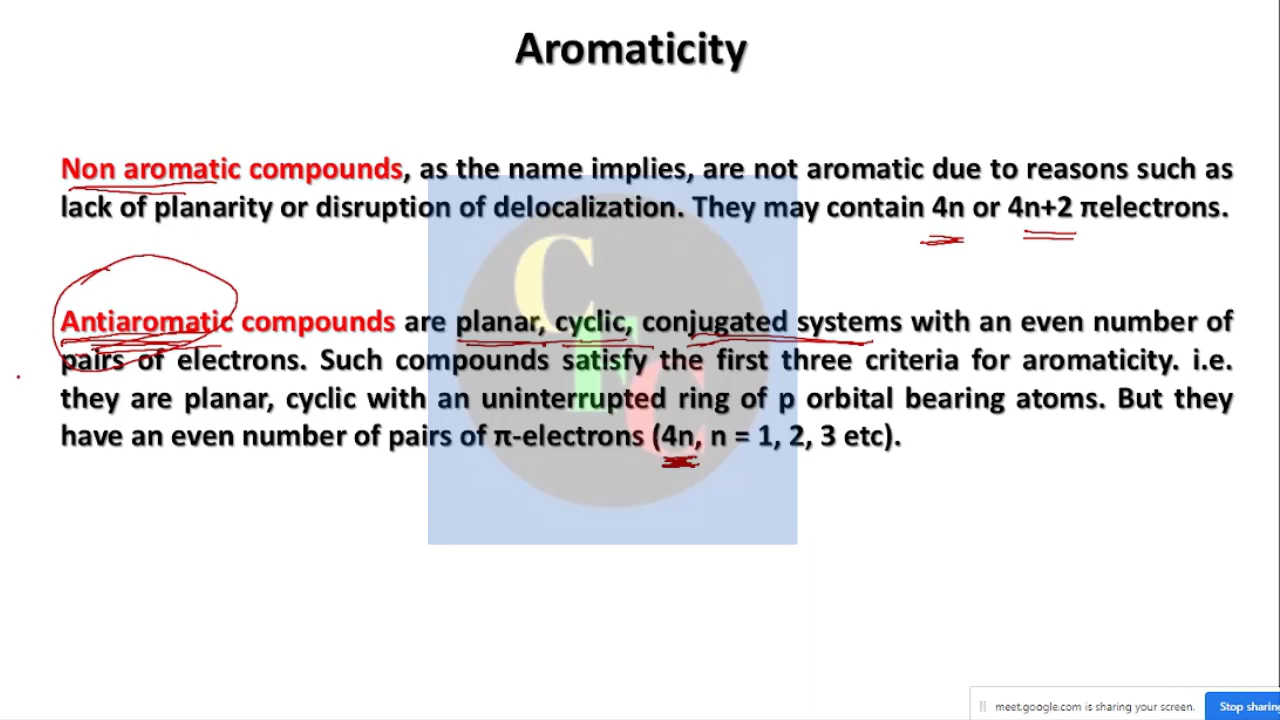 Aromaticity
Non aromatic compounds, as the name implies, are not aromatic due to reasons such as
lack of planarity or disruption of delocalization. They may contain 4n or 4n+2 πelectrons.
Antiaromatic compounds are planar, cyclic, conjugated systems with an even number of
pairs of electrons. Such compounds satisfy the first three criteria for aromaticity. i.e.
they are planar, cyclic with an uninterrupted ring of p orbital bearing atoms. But they
have an even number of pairs of π-electrons (4n, n = 1, 2, 3 etc).
C
F
C
meet.google.com is sharing your screen.
Stop sharing